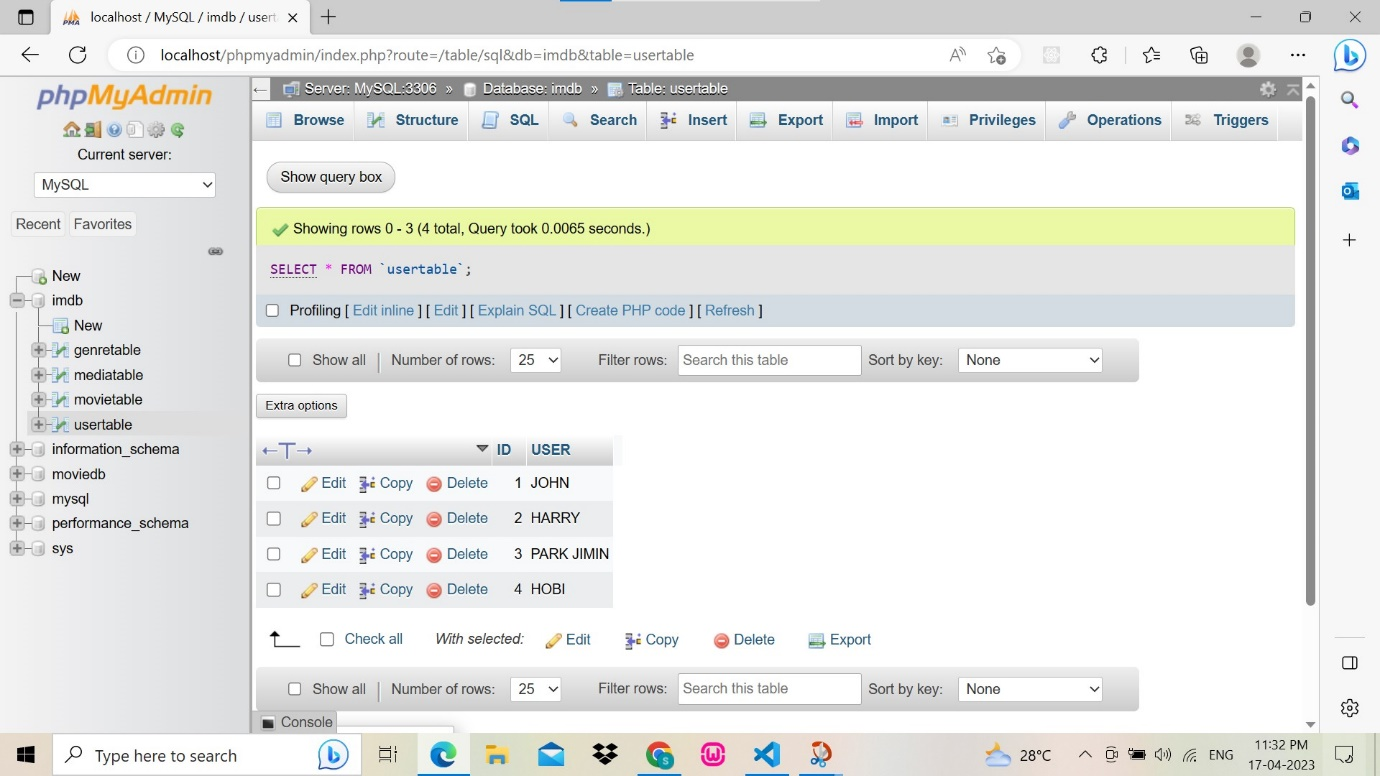 localhost / MySQL / imdb / usert
localhost/phpmyadmin/index.php?route=/table/sql&db=imdb&table=usertable
phpMyAdmin
Current server:
MySQL
Recent Favorites
New
imdb
New
genretable
mediatable
movietable
usertable
information_schema
moviedb
mysql
performance_schema
sys
Server: MySQL:3306 » Database: imdb » Table: usertable
Browse Structure SQL Search Insert Export Import Privileges Operations Triggers
Show query box
Showing rows 0 - 3 (4 total, Query took 0.0065 seconds.)
SELECT * FROM `usertable`;
Profiling [ Edit inline ] [ Edit ] [ Explain SQL ] [ Create PHP code ] [ Refresh ]
Show all | Number of rows: 25 Filter rows: Search this table Sort by key: None
Extra options
←T→ ID USER
Edit Copy Delete 1 JOHN
Edit Copy Delete 2 HARRY
Edit Copy Delete 3 PARK JIMIN
Edit Copy Delete 4 HOBI
Check all With selected: Edit Copy Delete Export
Show all | Number of rows: 25 Filter rows: Search this table Sort by key: None
Console
Type here to search
28°C
ENG
11:32 PM
17-04-2023